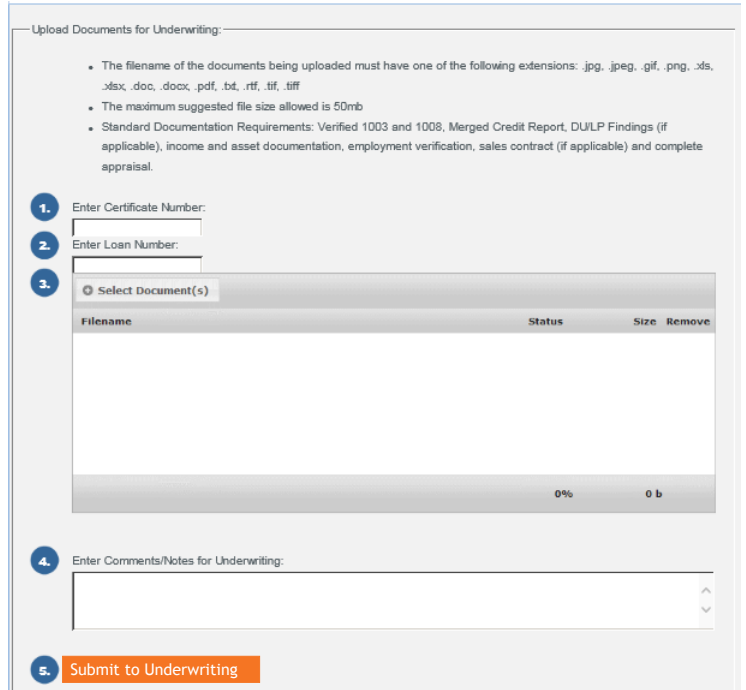 Upload Documents for Underwriting:
• The filename of the documents being uploaded must have one of the following extensions: .jpg, .jpeg, .gif, .png, .xls,
.xlsx, .doc, .docx, .pdf, .txt, .rtf, .tif, .tiff
• The maximum suggested file size allowed is 50mb
• Standard Documentation Requirements: Verified 1003 and 1008, Merged Credit Report, DU/LP Findings (if
applicable), income and asset documentation, employment verification, sales contract (if applicable) and complete
appraisal.
1. Enter Certificate Number:
2. Enter Loan Number:
3. Select Document(s)
Filename Status Size Remove
0% 0 b
4. Enter Comments/Notes for Underwriting:
5. Submit to Underwriting